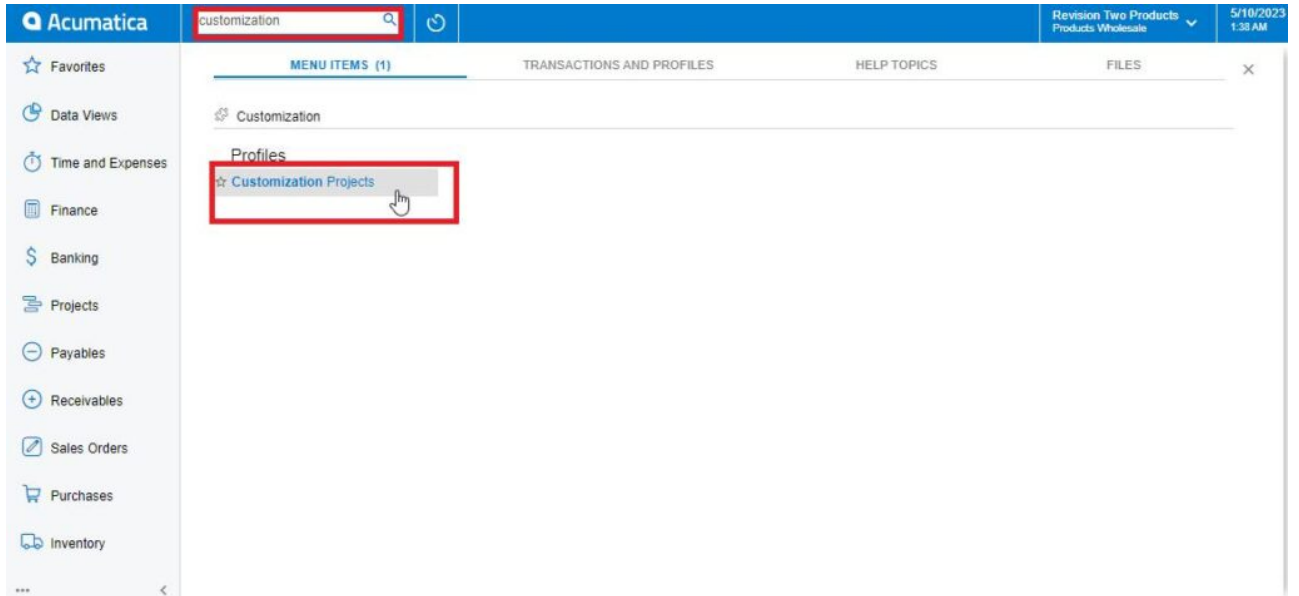 Acumatica
customization
Revision Two Products
Products Wholesale
5/10/2023
1:38 AM
Favorites
Data Views
Time and Expenses
Finance
Banking
Projects
Payables
Receivables
Sales Orders
Purchases
Inventory
MENU ITEMS (1)
TRANSACTIONS AND PROFILES
HELP TOPICS
FILES
Customization
Profiles
Customization Projects